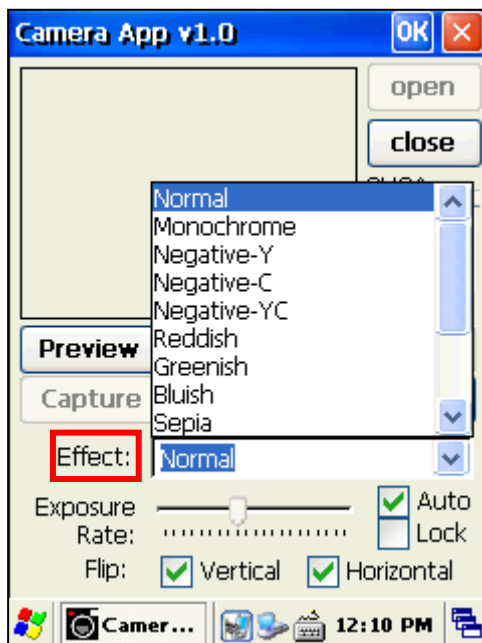 Camera App v1.0 OK
open
close
Normal
Monochrome
Negative-Y
Negative-C
Negative-YC
Reddish
Greenish
Bluish
Sepia
Preview
Capture
Effect: Normal
Exposure Rate: Auto
Lock
Flip: Vertical Horizontal
Camer... 12:10 PM